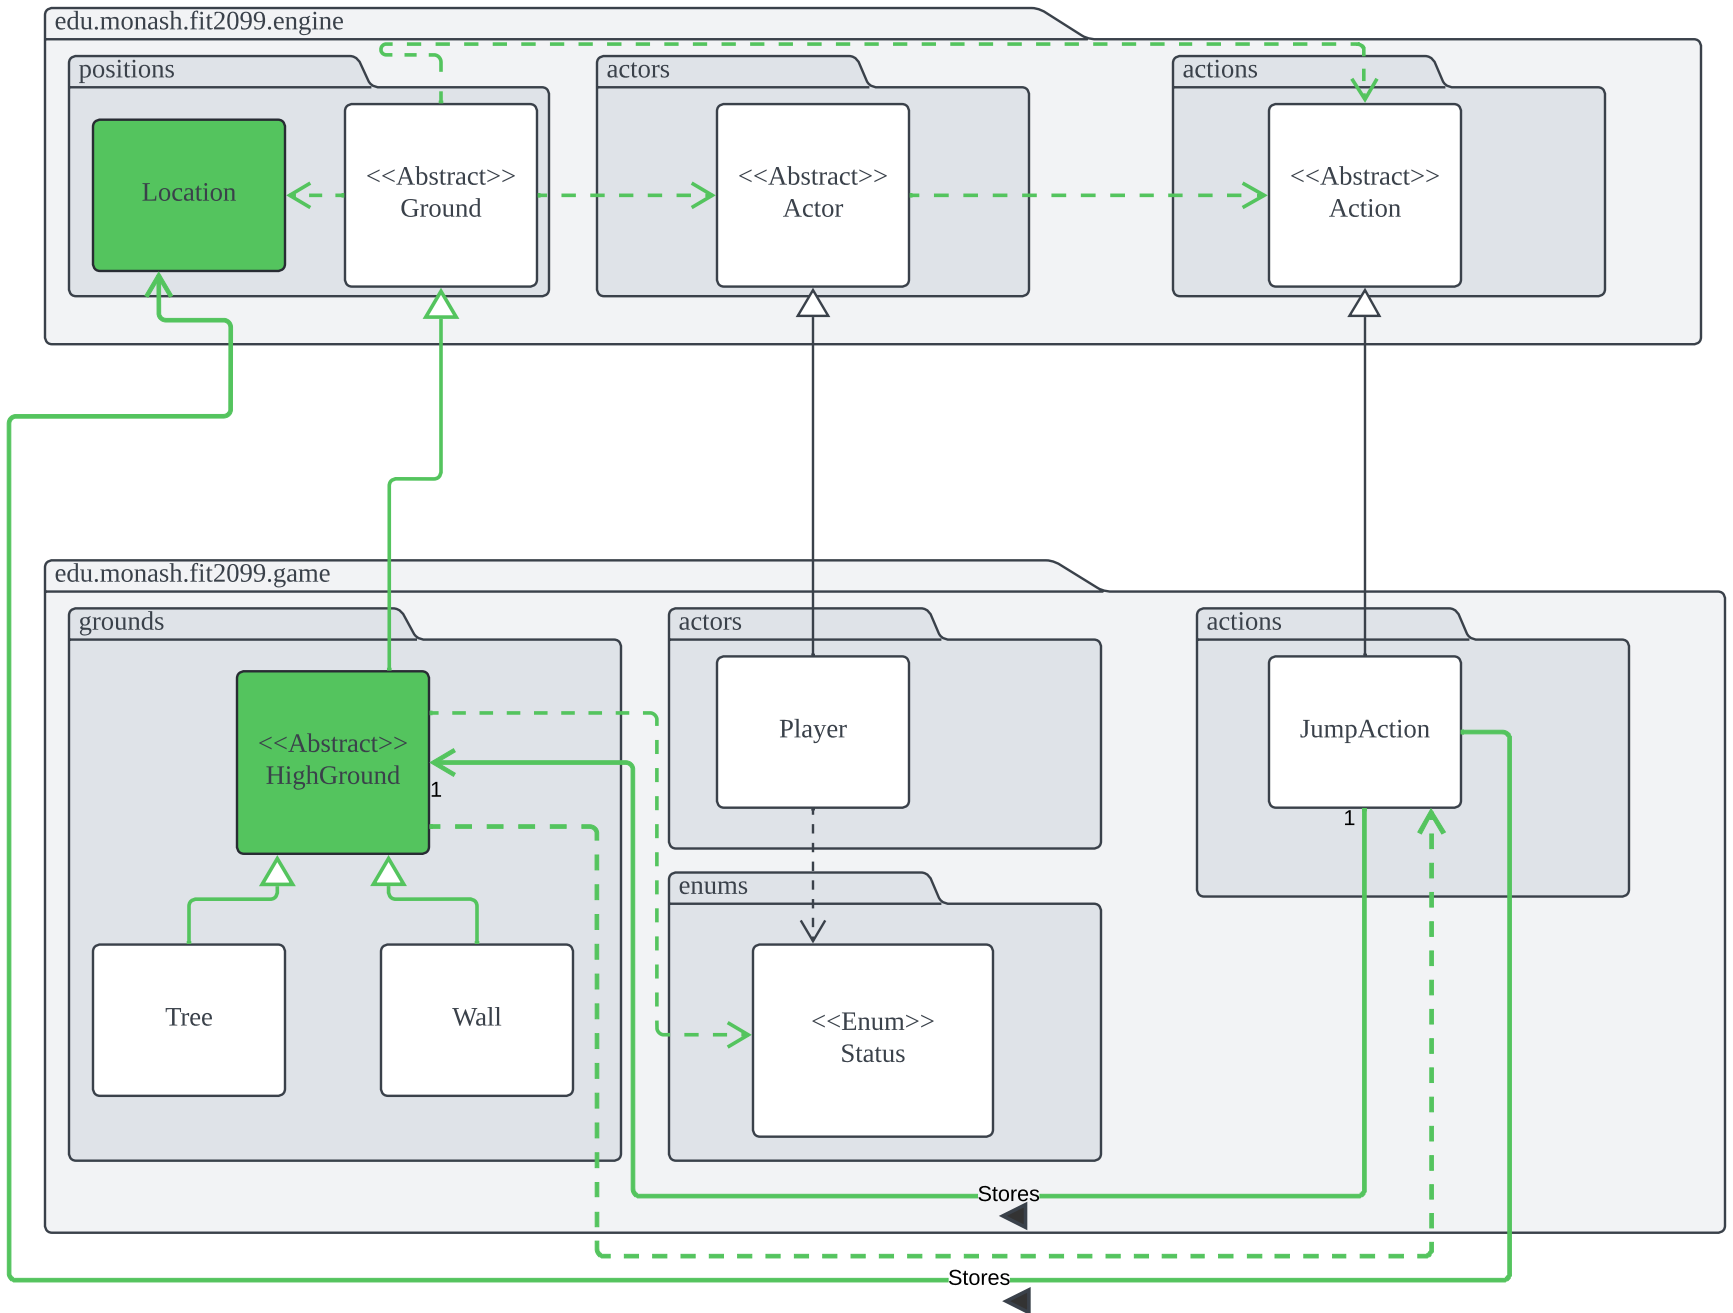 edu.monash.fit2099.engine
positions
actors
actions
Location
<<Abstract>>
Ground
<<Abstract>>
Actor
<<Abstract>>
Action
edu.monash.fit2099.game
grounds
actors
actions
<<Abstract>>
HighGround
1
Player
JumpAction
1
enums
Tree
Wall
<<Enum>>
Status
Stores
Stores